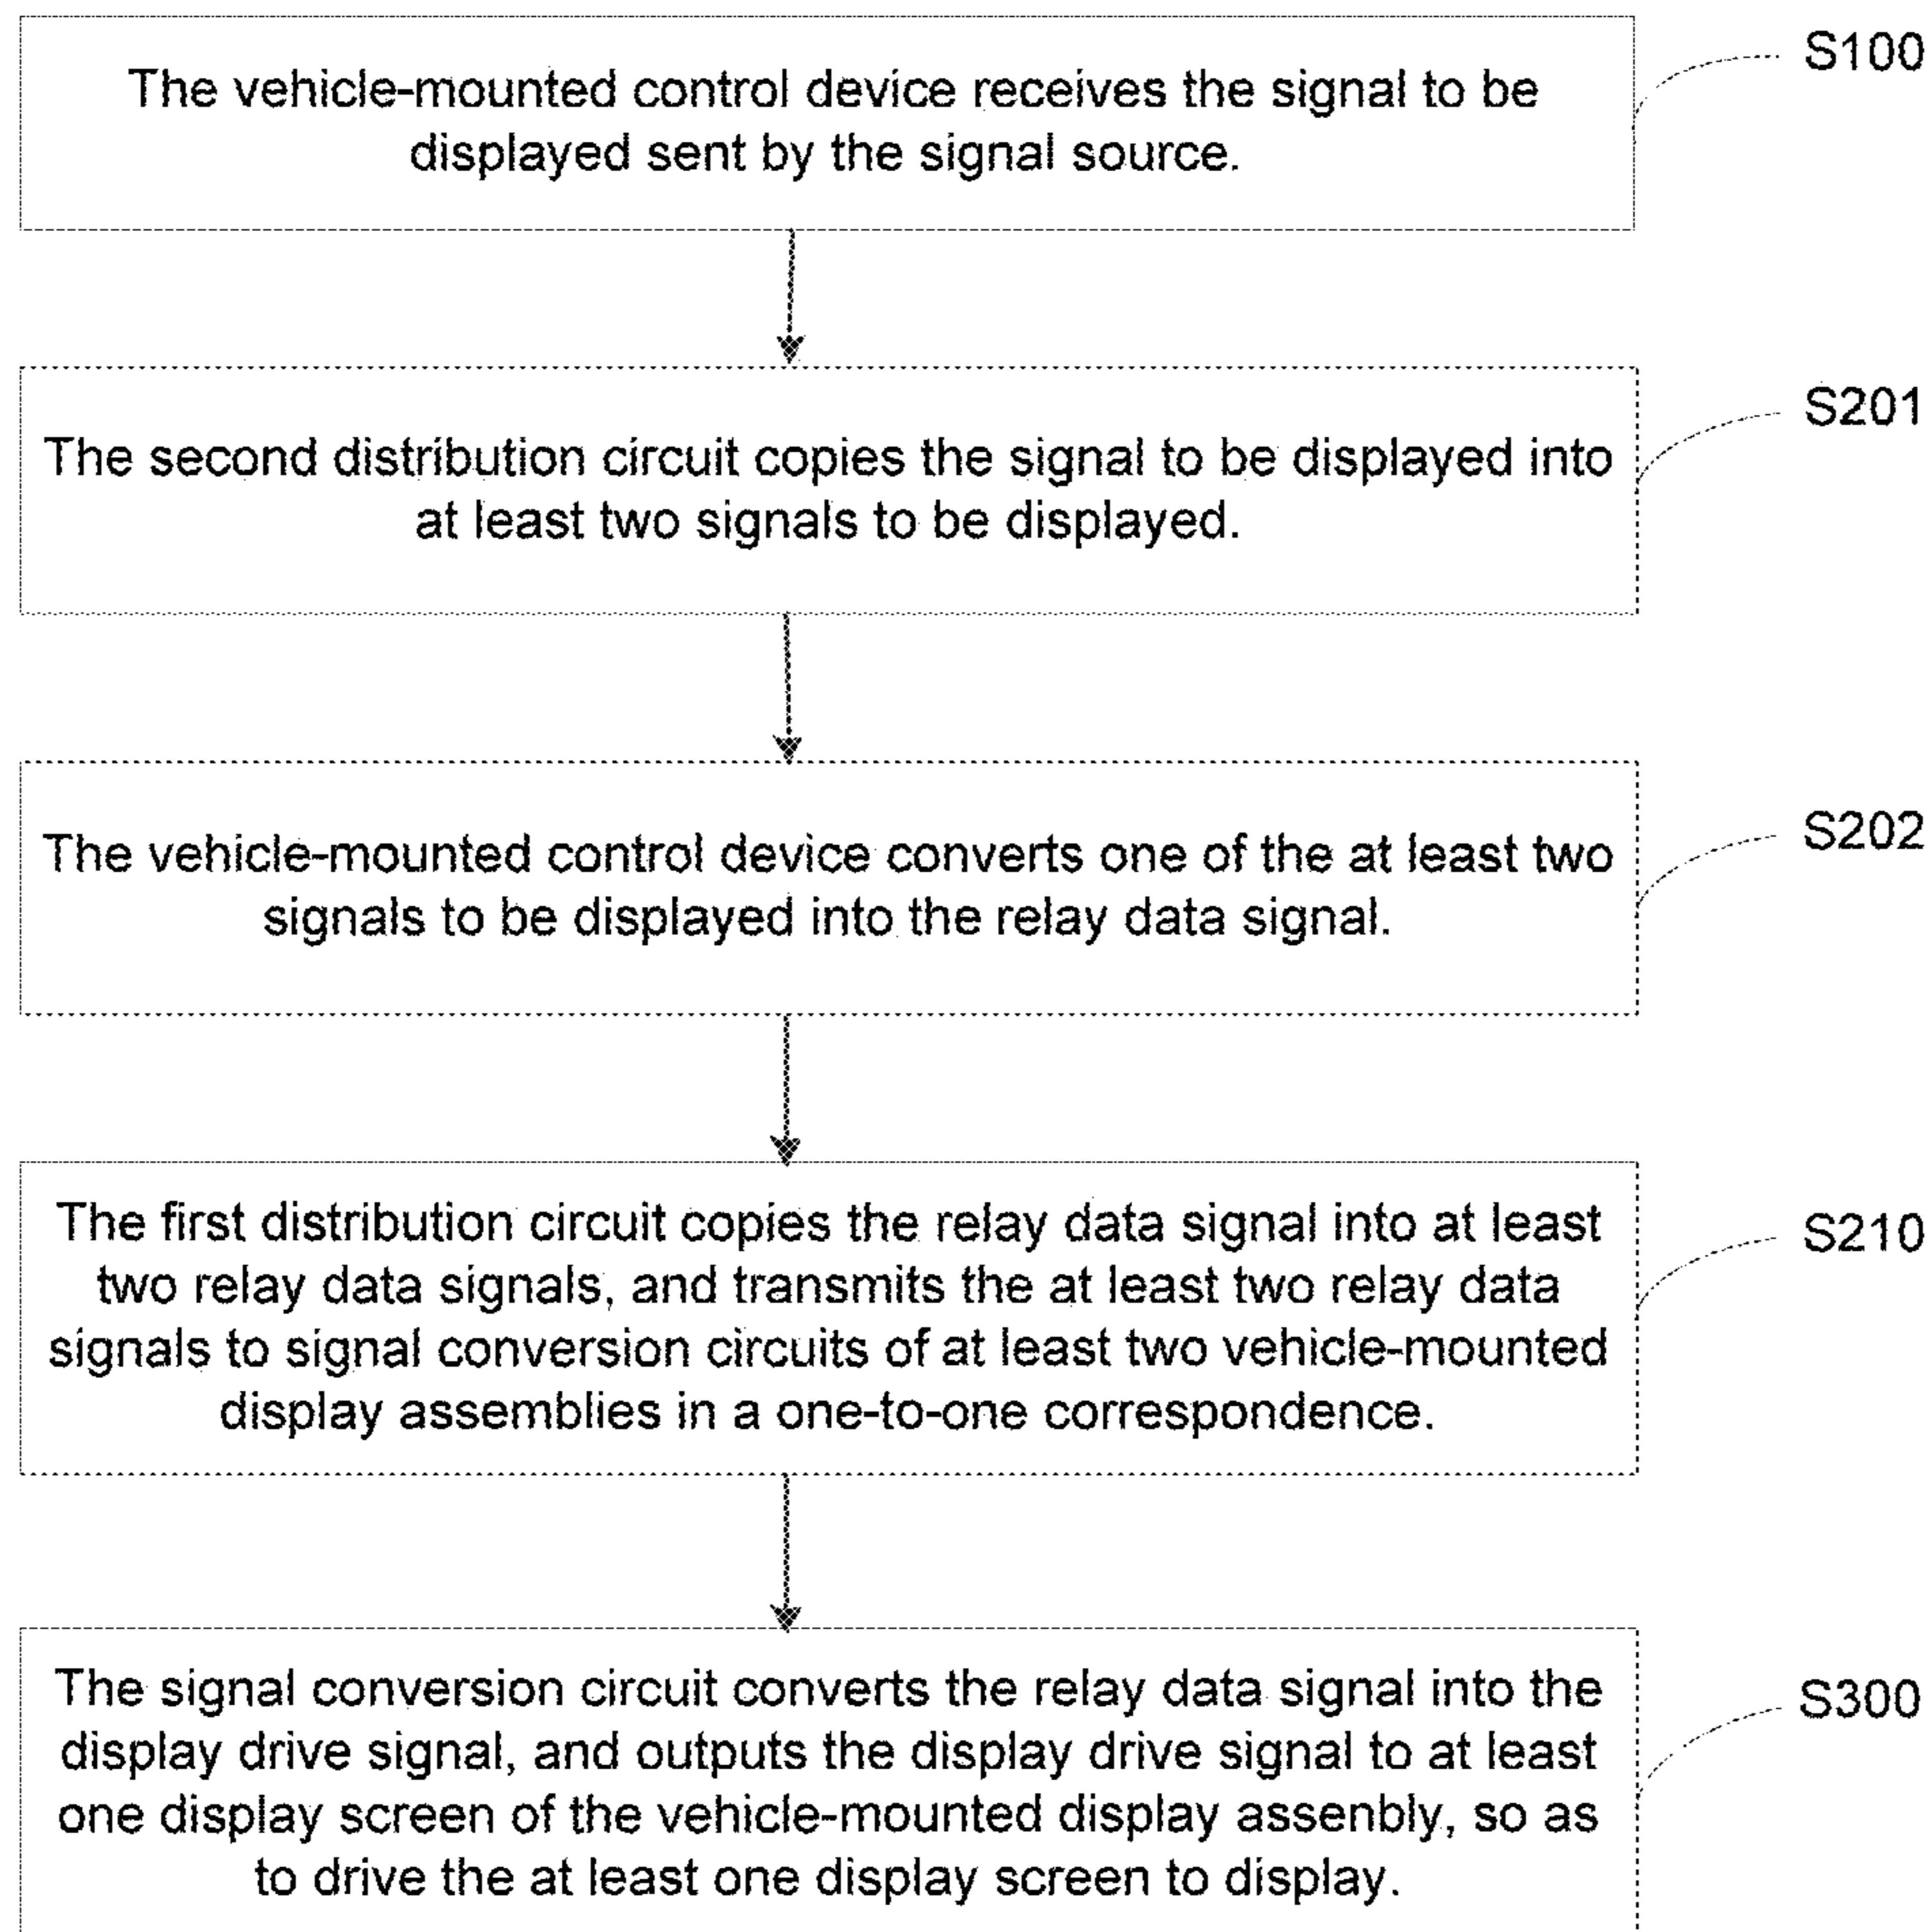 The vehicle-mounted control device receives the signal to be
displayed sent by the signal source.
S100
The second distribution circuit copies the signal to be displayed into
at least two signals to be displayed.
S201
The vehicle-mounted control device converts one of the at least two
signals to be displayed into the relay data signal.
S202
The first distribution circuit copies the relay data signal into at least
two relay data signals, and transmits the at least two relay data
signals to signal conversion circuits of at least two vehicle-mounted
display assemblies in a one-to-one correspondence.
S210
The signal conversion circuit converts the relay data signal into the
display drive signal, and outputs the display drive signal to at least
one display screen of the vehicle-mounted display assenbly, so as
to drive the at least one display screen to display.
S300